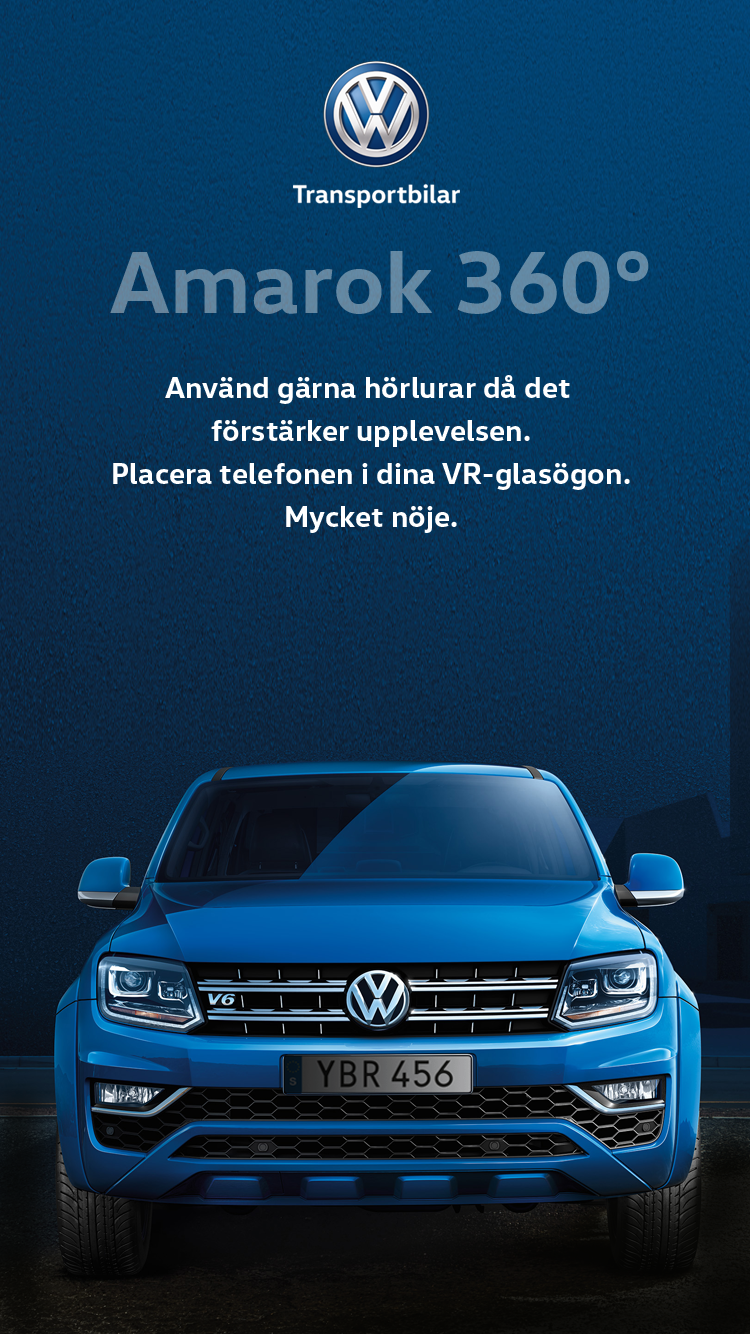 Transportbilar
Amarok 360°
Använd gärna hörlurar då det
förstärker upplevelsen.
Placera telefonen i dina VR-glasögon.
Mycket nöje.
V6
S YBR 456